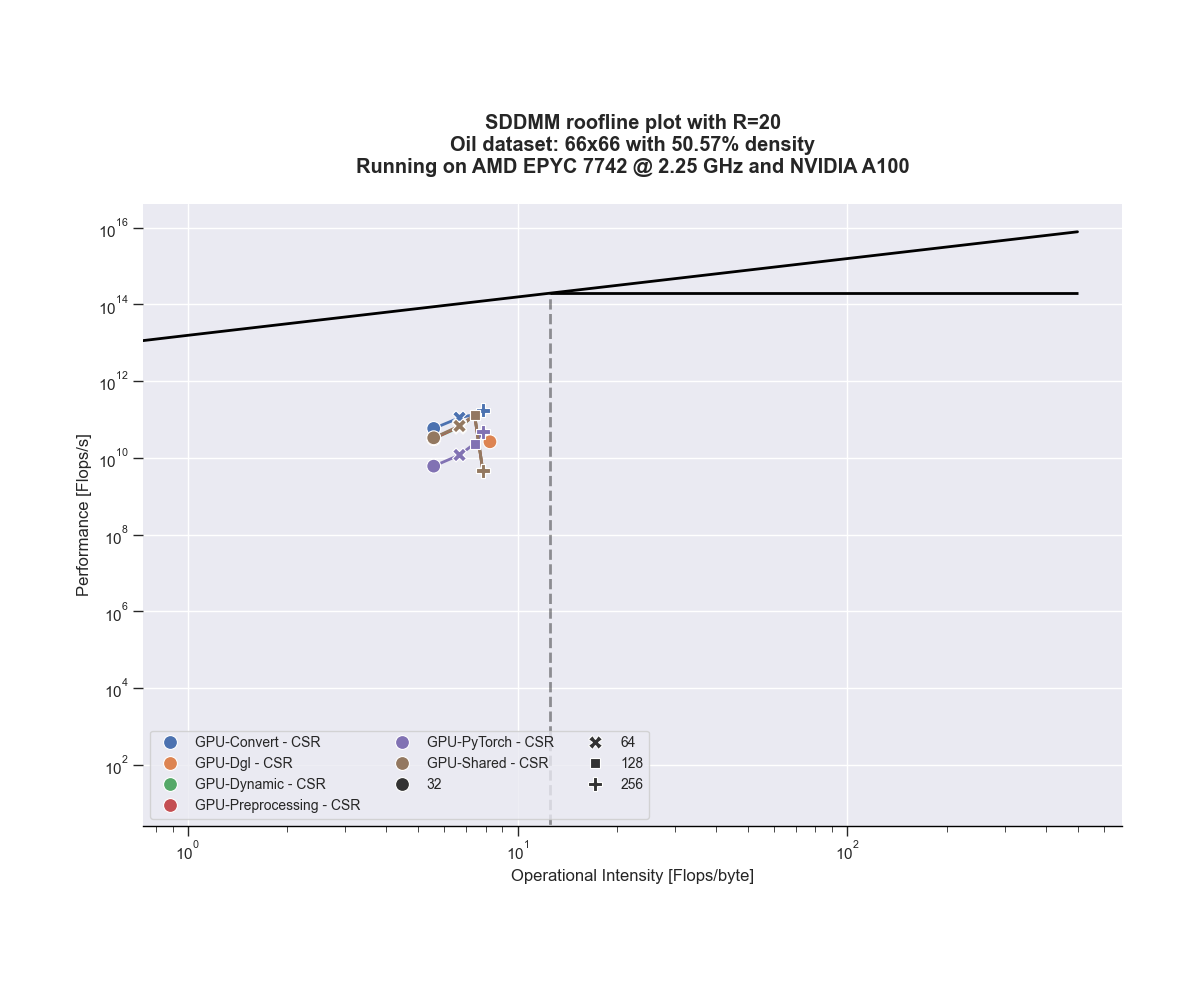 SDDMM roofline plot with R=20
Oil dataset: 66x66 with 50.57% density
Running on AMD EPYC 7742 @ 2.25 GHz and NVIDIA A100
Performance [Flops/s]
10^16
10^14
10^12
10^10
10^8
10^6
10^4
10^2
GPU-Convert - CSR
GPU-Dgl - CSR
GPU-Dynamic - CSR
GPU-Preprocessing - CSR
GPU-PyTorch - CSR
GPU-Shared - CSR
32
64
128
256
10^0
10^1
10^2
Operational Intensity [Flops/byte]